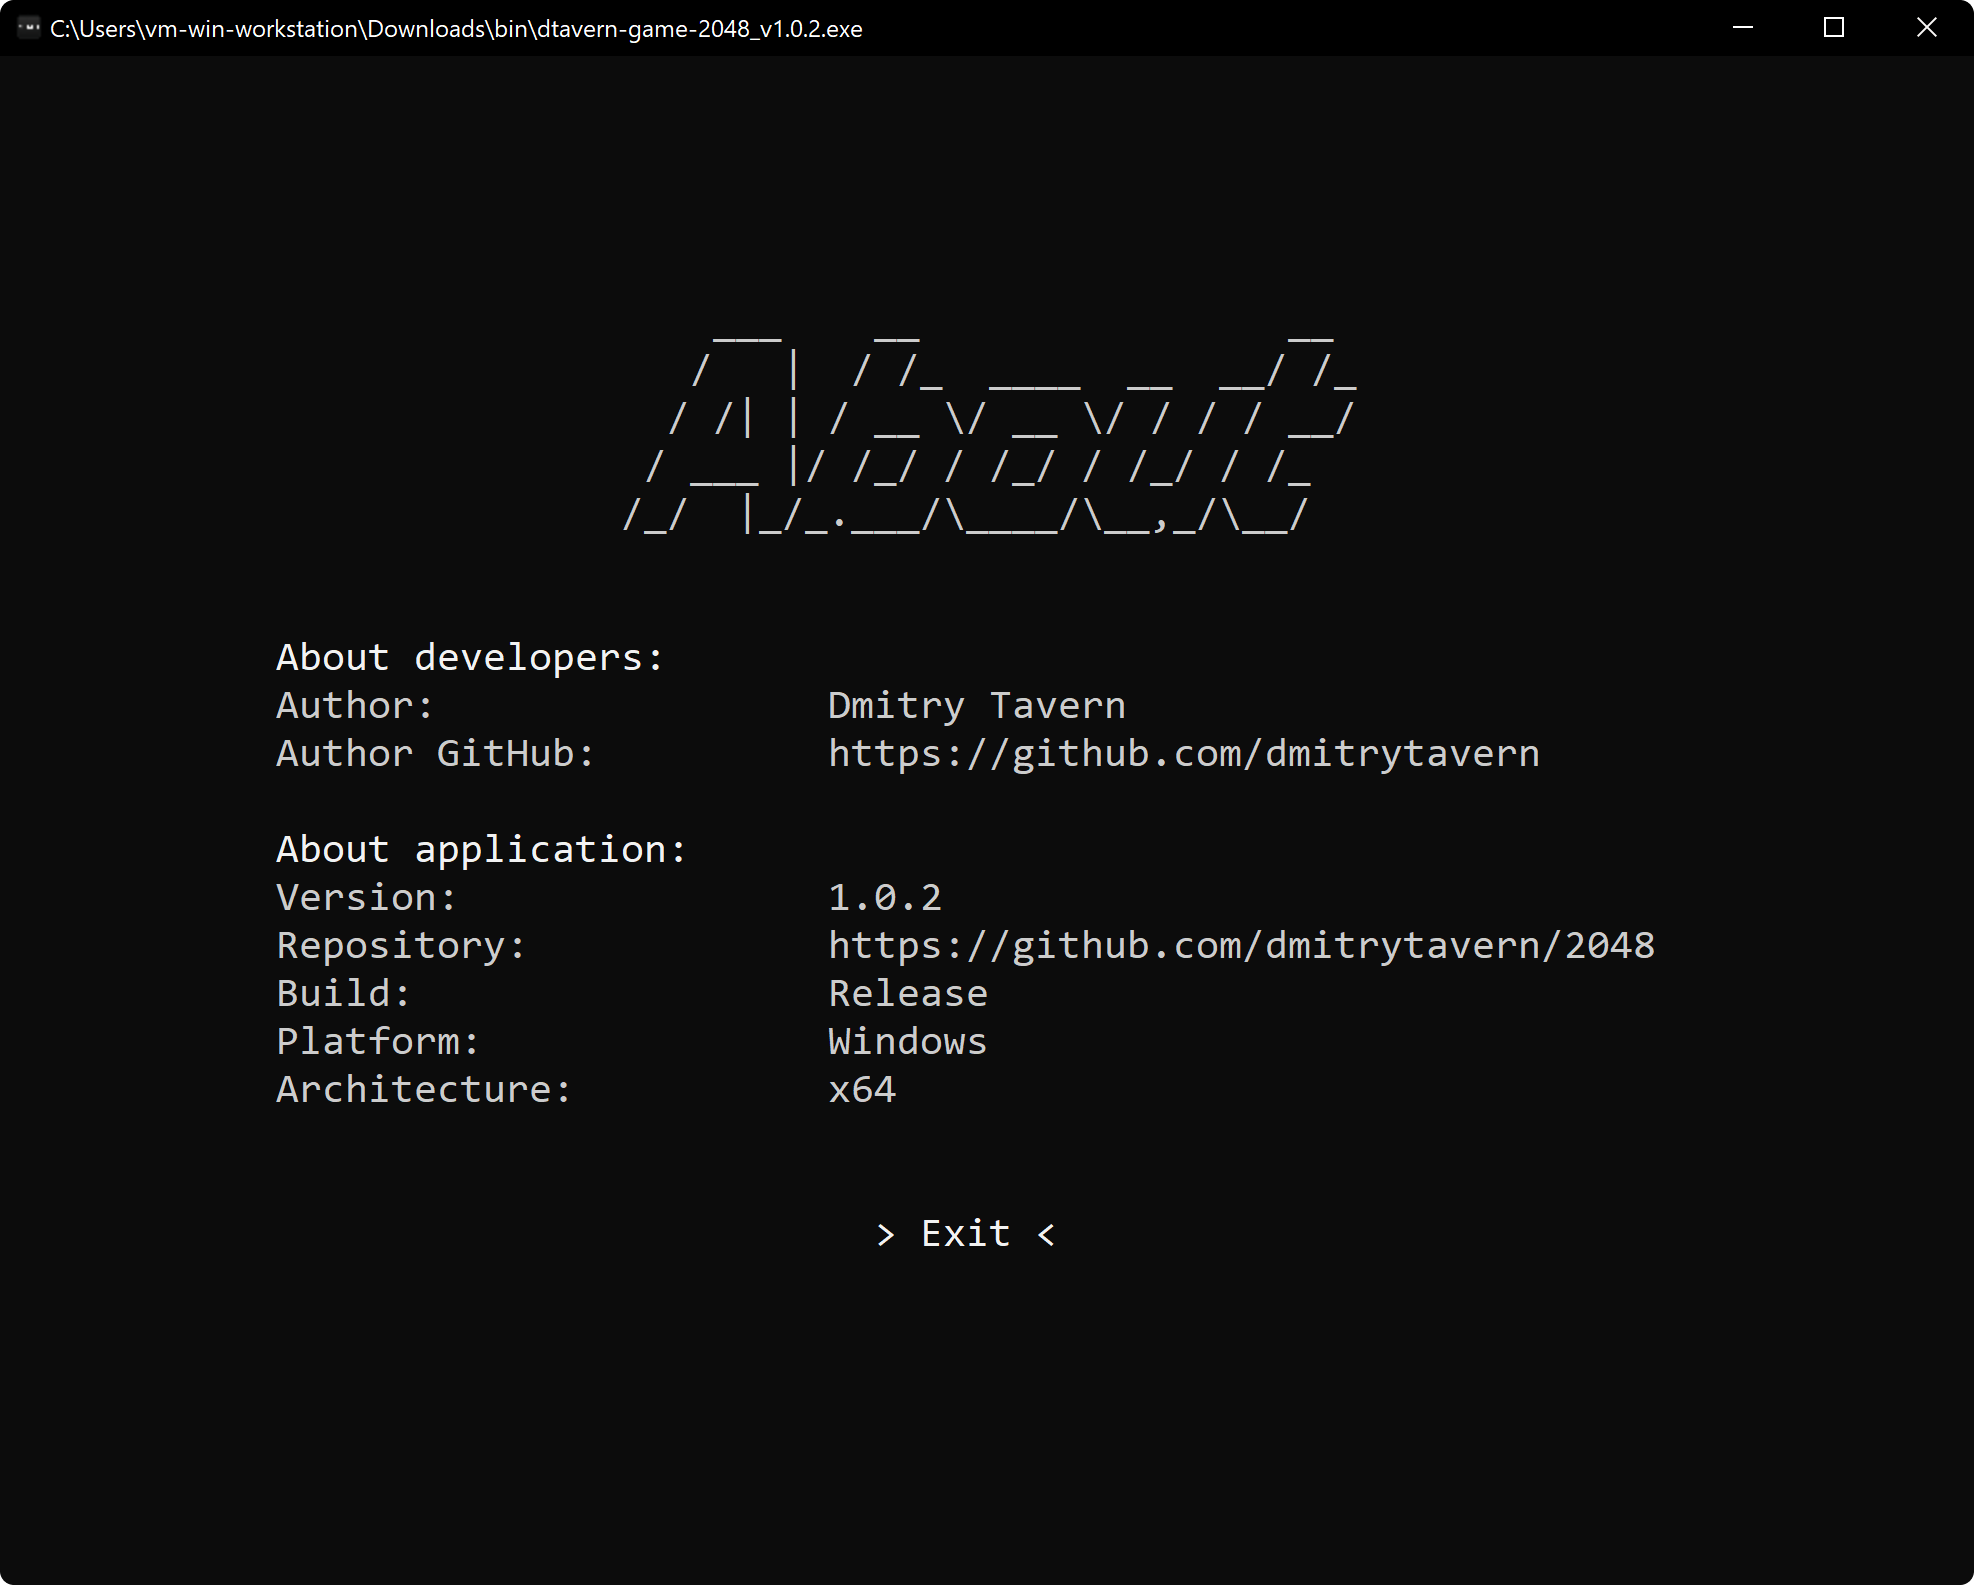 C:\Users\vm-win-workstation\Downloads\bin\dtavern-game-2048_v1.0.2.exe
About
About developers:
Author: Dmitry Tavern
Author GitHub: https://github.com/dmitrytavern
About application:
Version: 1.0.2
Repository: https://github.com/dmitrytavern/2048
Build: Release
Platform: Windows
Architecture: x64
> Exit <